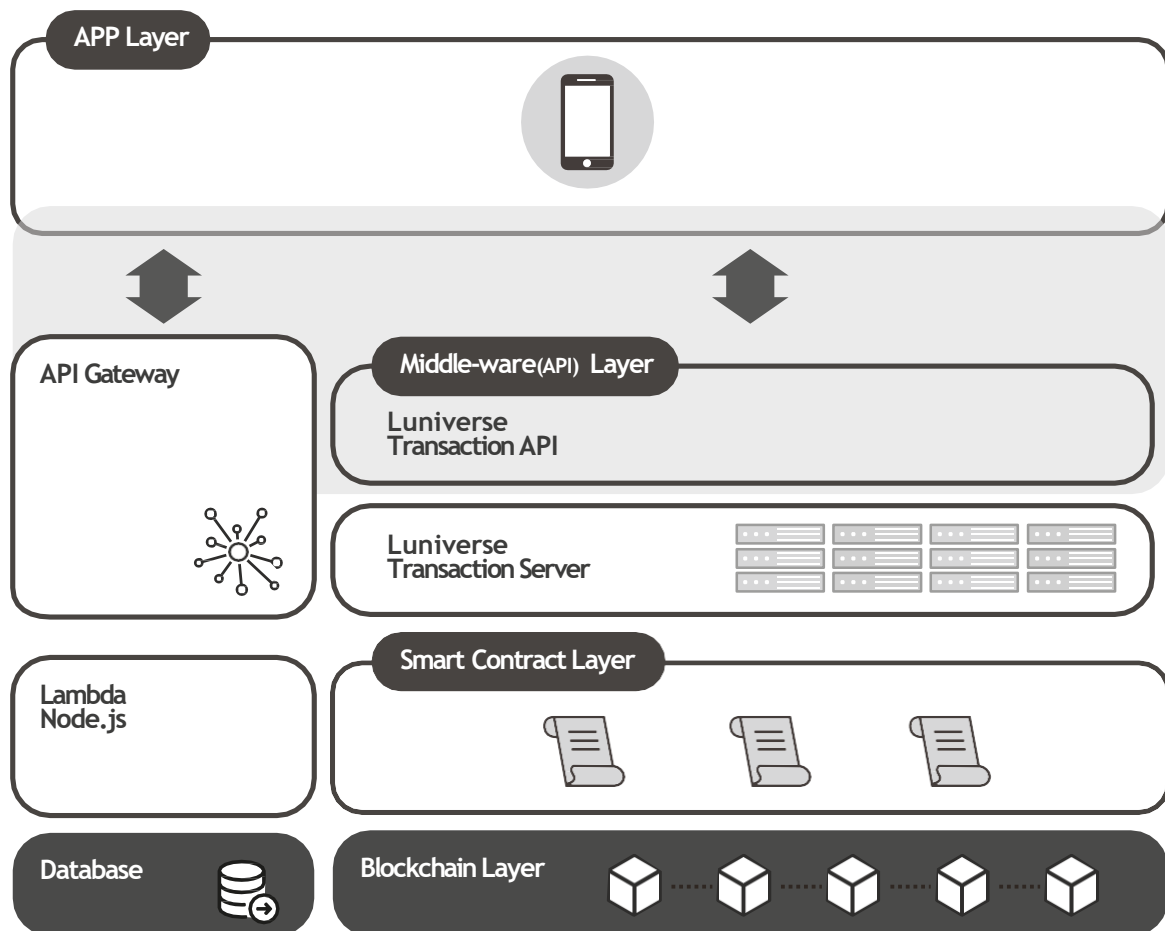 APP Layer
API Gateway
Middle-ware(API) Layer
Luniverse
Transaction API
Luniverse
Transaction Server
Lambda
Node.js
Smart Contract Layer
Database
Blockchain Layer